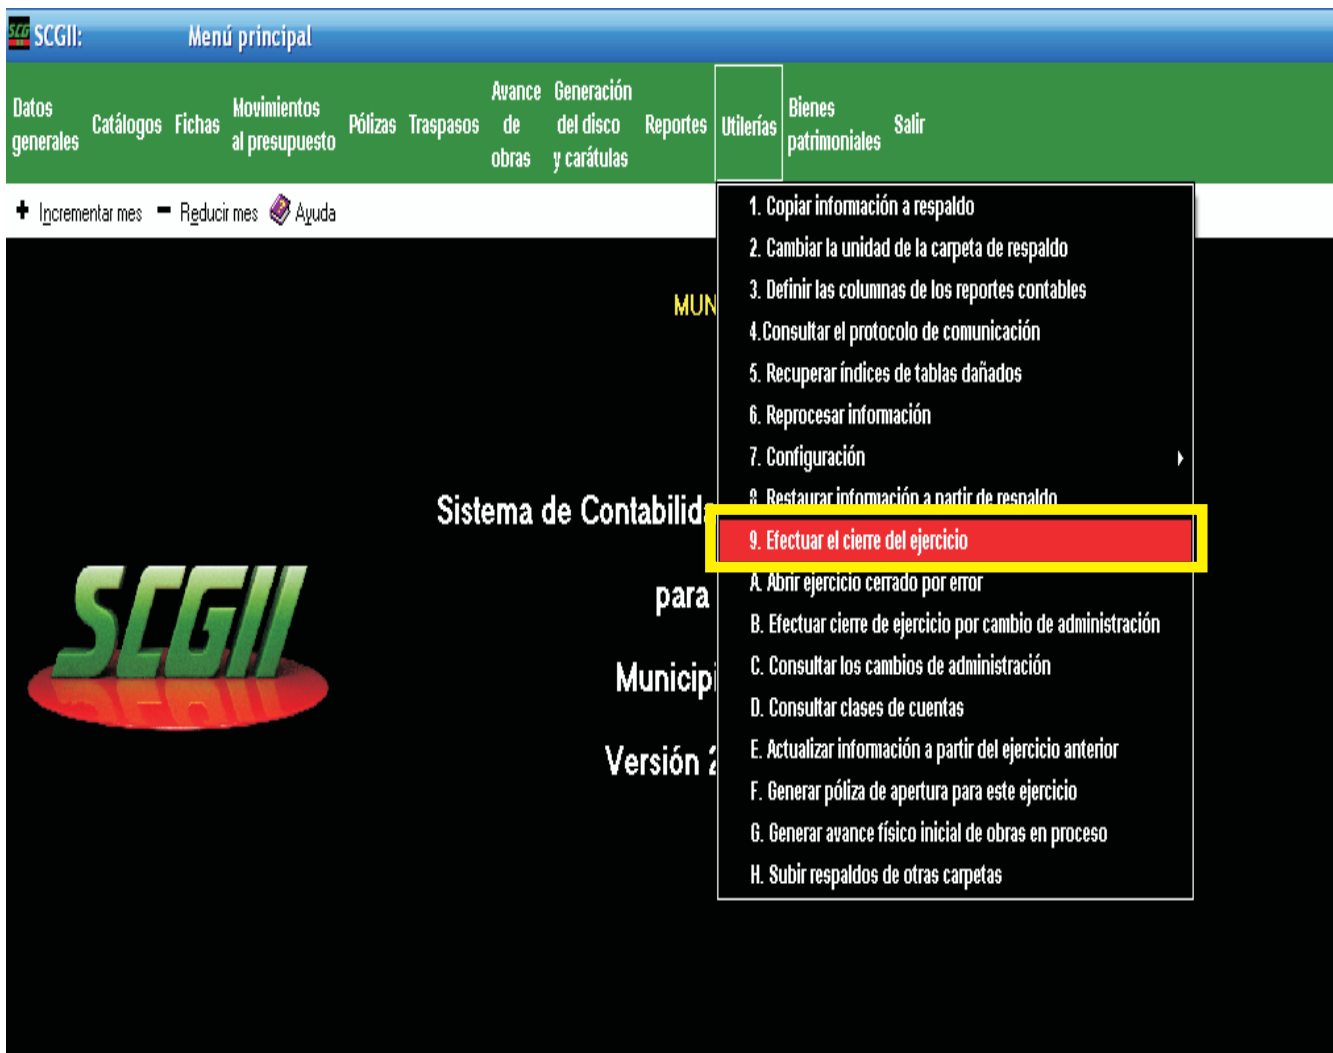 SCGII: Menú principal
Datos generales
Catálogos
Fichas
Movimientos al presupuesto
Pólizas
Traspasos
Avance de obras
Generación del disco y carátulas
Reportes
Utilerías
Bienes patrimoniales
Salir
Incrementar mes
Reducir mes
Ayuda
1. Copiar información a respaldo
2. Cambiar la unidad de la carpeta de respaldo
3. Definir las columnas de los reportes contables
4.Consultar el protocolo de comunicación
5. Recuperar índices de tablas dañados
6. Reprocesar información
7. Configuración
8. Restaurar información a partir de respaldo
9. Efectuar el cierre del ejercicio
A. Abrir ejercicio cerrado por error
B. Efectuar cierre de ejercicio por cambio de administración
C. Consultar los cambios de administración
D. Consultar clases de cuentas
E. Actualizar información a partir del ejercicio anterior
F. Generar póliza de apertura para este ejercicio
G. Generar avance físico inicial de obras en proceso
H. Subir respaldos de otras carpetas
MUN
Sistema de Contabilida
para
Municipi
Versión 2
SCGII